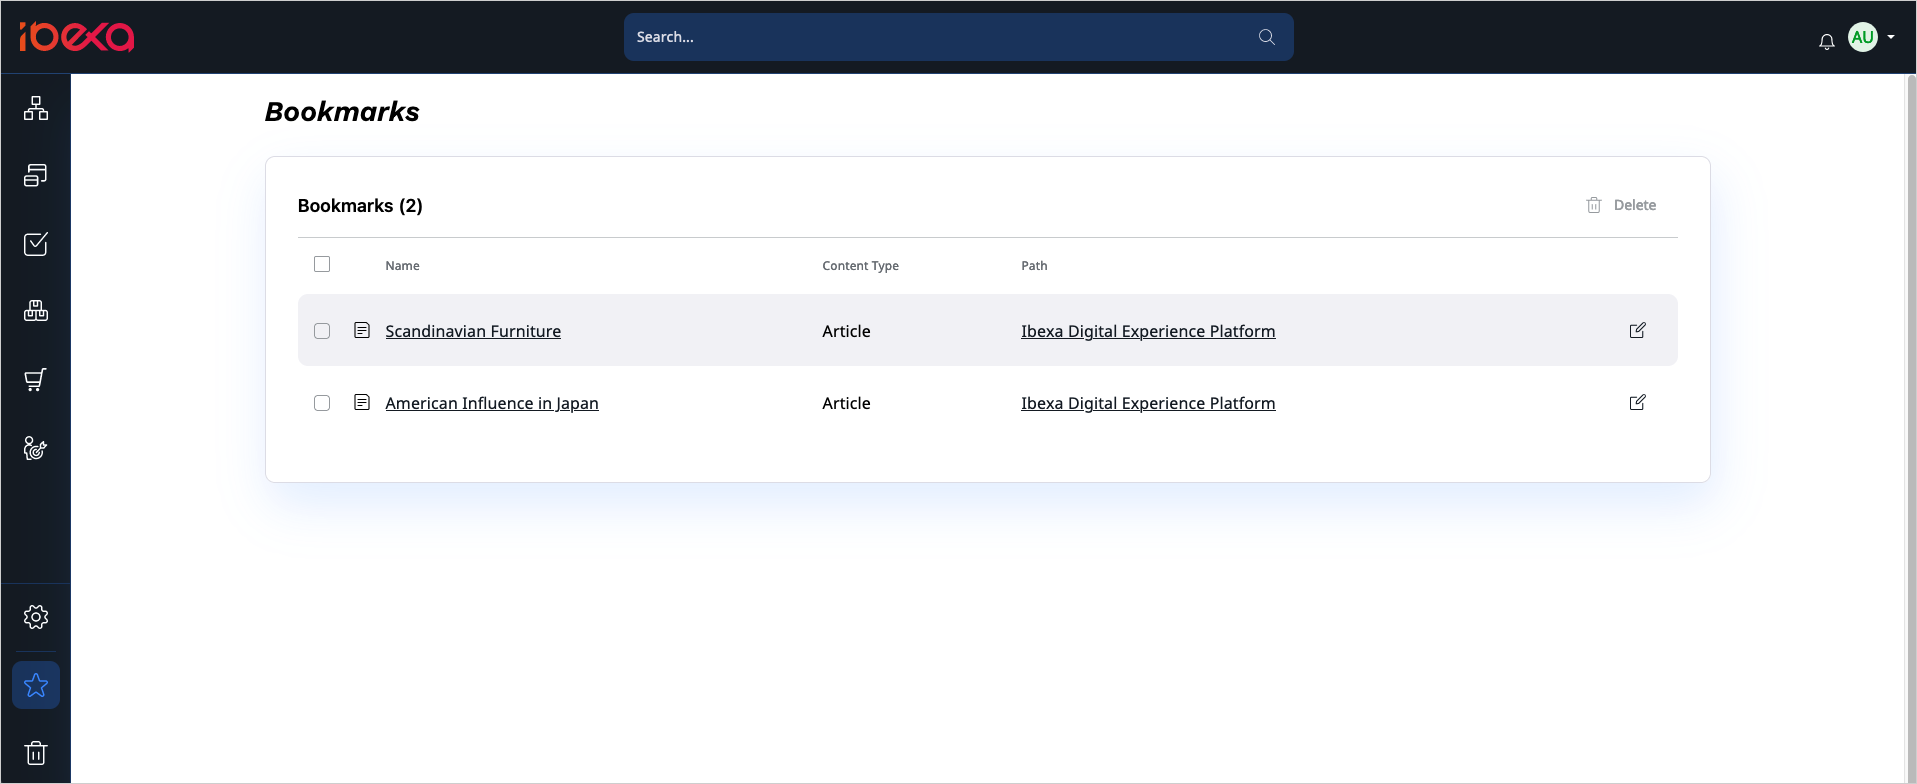 ibexa
Search...
AU
Bookmarks
Bookmarks (2)
Delete
Name Content Type Path
Scandinavian Furniture Article Ibexa Digital Experience Platform
American Influence in Japan Article Ibexa Digital Experience Platform